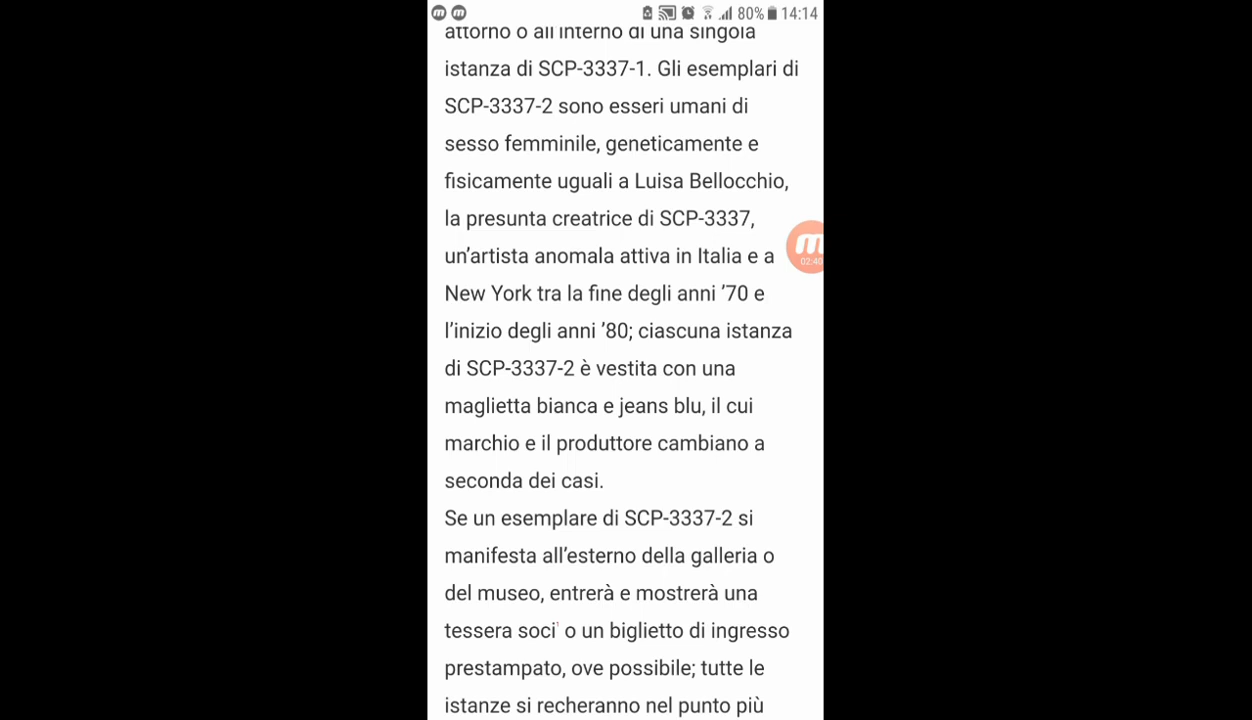 80% 14:14
attorno o all'interno di una singola
istanza di SCP-3337-1. Gli esemplari di
SCP-3337-2 sono esseri umani di
sesso femminile, geneticamente e
fisicamente uguali a Luisa Bellocchio,
la presunta creatrice di SCP-3337,
un’artista anomala attiva in Italia e a
02:40
New York tra la fine degli anni ’70 e
l’inizio degli anni ’80; ciascuna istanza
di SCP-3337-2 è vestita con una
maglietta bianca e jeans blu, il cui
marchio e il produttore cambiano a
seconda dei casi.
Se un esemplare di SCP-3337-2 si
manifesta all’esterno della galleria o
del museo, entrerà e mostrerà una
tessera soci¹ o un biglietto di ingresso
prestampato, ove possibile; tutte le
istanze si recheranno nel punto più